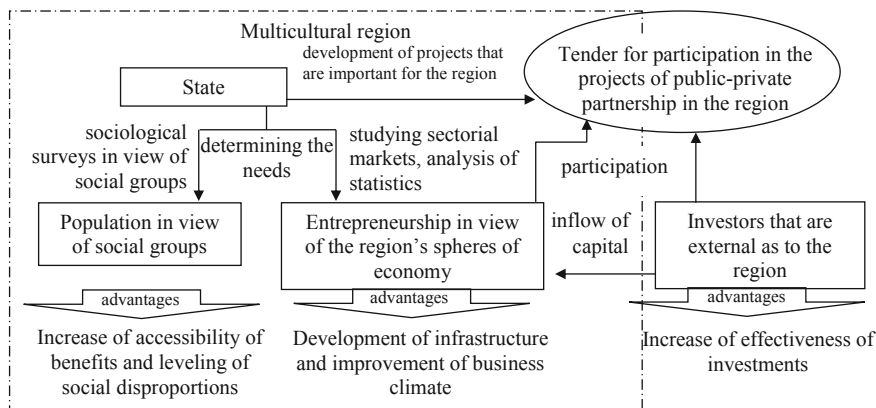 Multicultural region
development of projects that
are important for the region
Tender for participation in the
projects of public-private
partnership in the region
State
sociological
surveys in view of
social groups
determining the
needs
studying sectorial
markets, analysis of
statistics
participation
Population in view
of social groups
Entrepreneurship in view
of the region's spheres of
economy
inflow of
capital
Investors that are
external as to the
region
advantages
advantages
advantages
Increase of accessibility of
benefits and leveling of
social disproportions
Development of infrastructure
and improvement of business
climate
Increase of effectiveness of
investments